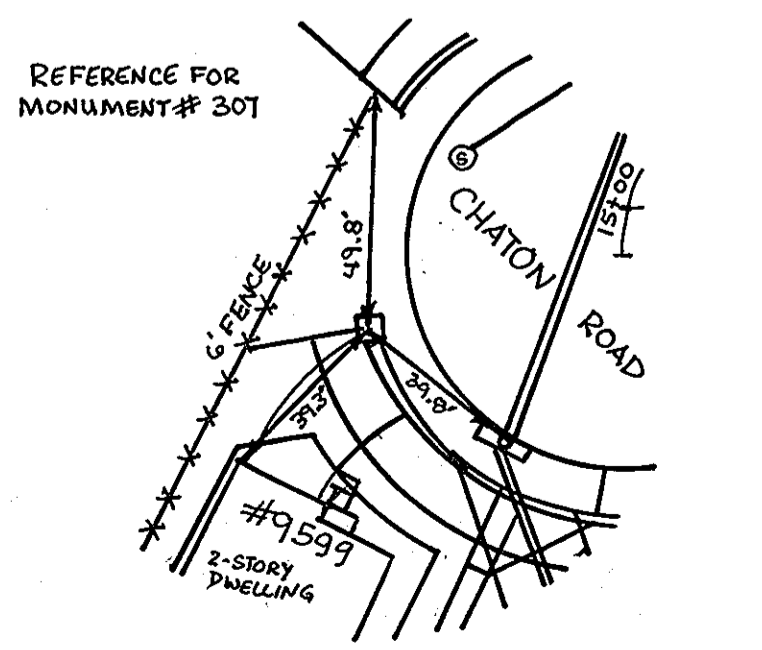 REFERENCE FOR
MONUMENT# 307
S
CHATON
ROAD
15+00
49.8'
6' FENCE
39.3'
39.8'
#9599
2-STORY
DWELLING